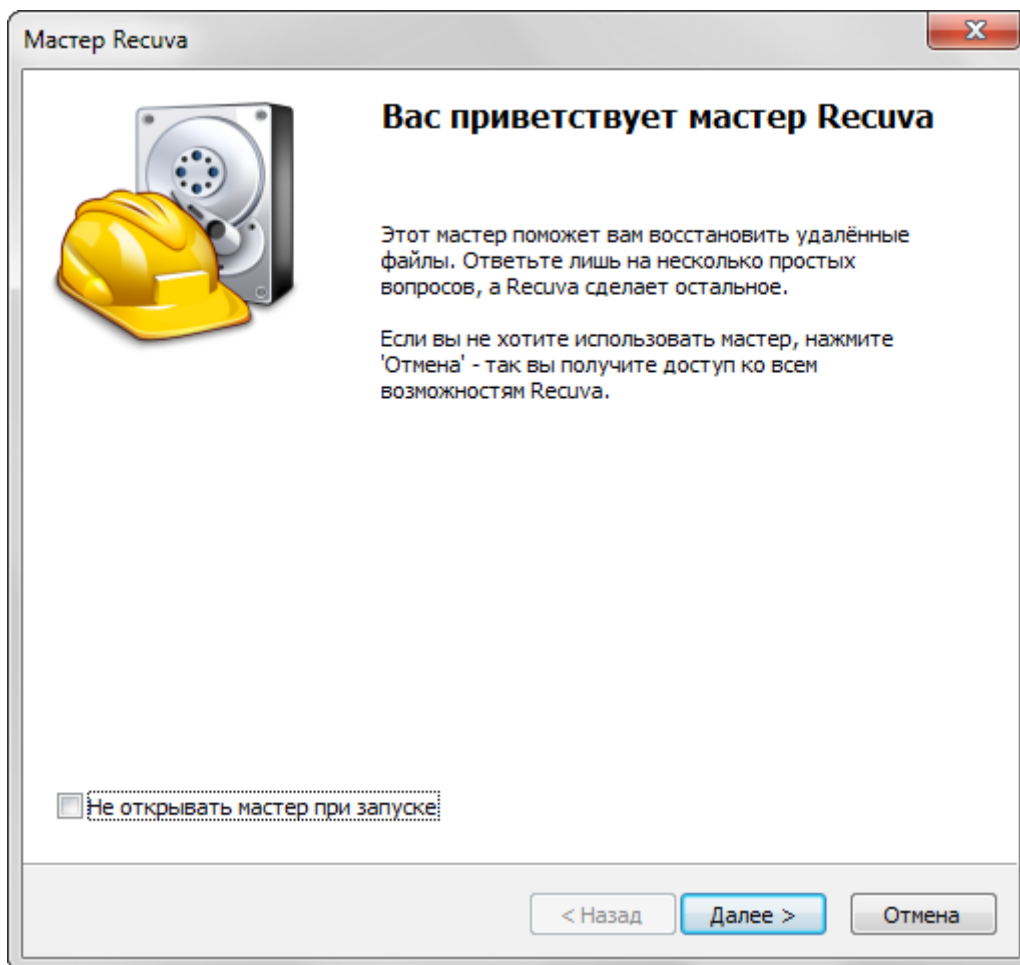 Мастер Recuva
Вас приветствует мастер Recuva
Этот мастер поможет вам восстановить удалённые
файлы. Ответьте лишь на несколько простых
вопросов, а Recuva сделает остальное.
Если вы не хотите использовать мастер, нажмите
'Отмена' - так вы получите доступ ко всем
возможностям Recuva.
Не открывать мастер при запуске
< Назад
Далее >
Отмена